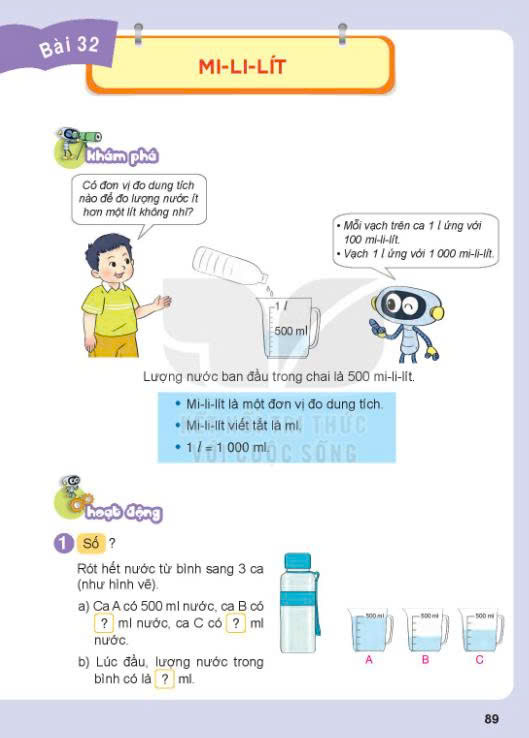 Bài 32
MI-LI-LÍT
khám phá
Có đơn vị đo dung tích
nào để đo lượng nước ít
hơn một lít không nhỉ?
• Mỗi vạch trên ca 1 l ứng với
100 mi-li-lít.
• Vạch 1 l ứng với 1 000 mi-li-lít.
1 l
500 ml
Lượng nước ban đầu trong chai là 500 mi-li-lít.
• Mi-li-lít là một đơn vị đo dung tích.
• Mi-li-lít viết tắt là ml.
• 1 l = 1 000 ml.
KẾT NỐI TRI THỨC
VỚI CUỘC SỐNG
hoạt động
1 Số ?
Rót hết nước từ bình sang 3 ca
(như hình vẽ).
a) Ca A có 500 ml nước, ca B có
? ml nước, ca C có ? ml
nước.
b) Lúc đầu, lượng nước trong
bình có là ? ml.
500 ml
500 ml
500 ml
A
B
C
89